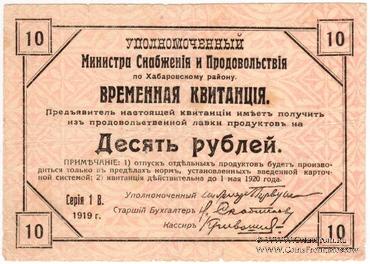 10 УПОЛНОМОЧЕННЫЙ 10
Министра Снабженія и Продовольствія
по Хабаровскому району.
ВРЕМЕННАЯ КВИТАНЦІЯ.
Предъявитель настоящей квитанціи имѣетъ получить
изъ продовольственной лавки продуктовъ на
Десять рублей.
ПРИМѢЧАНІЕ: 1) отпускъ отдѣльныхъ продуктовъ будетъ производиться
только въ предѣлахъ нормъ, установленныхъ введенной карточной
системой; 2) квитанція дѣйствительна до 1 мая 1920 года.
Уполномоченный
Серія 1 В. Старшій Бухгалтеръ
1919 г.
10 Кассиръ 10